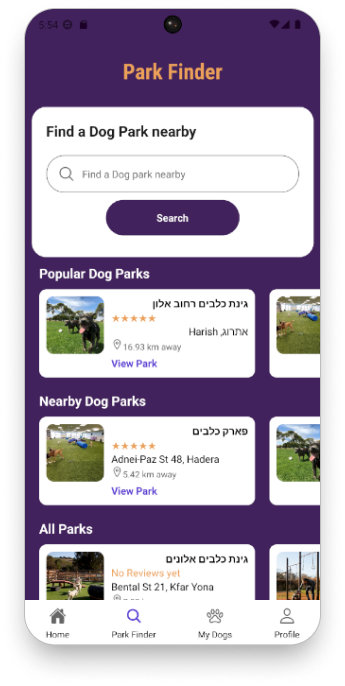 5:54
Park Finder
Find a Dog Park nearby
Find a Dog park nearby
Search
Popular Dog Parks
גינת כלבים רחוב אלון
אתרוג, Harish
16.93 km away
View Park
Nearby Dog Parks
פארק כלבים
Adnei-Paz St 48, Hadera
5.42 km away
View Park
All Parks
גינת כלבים אלונים
No Reviews yet
Bental St 21, Kfar Yona
Home
Park Finder
My Dogs
Profile